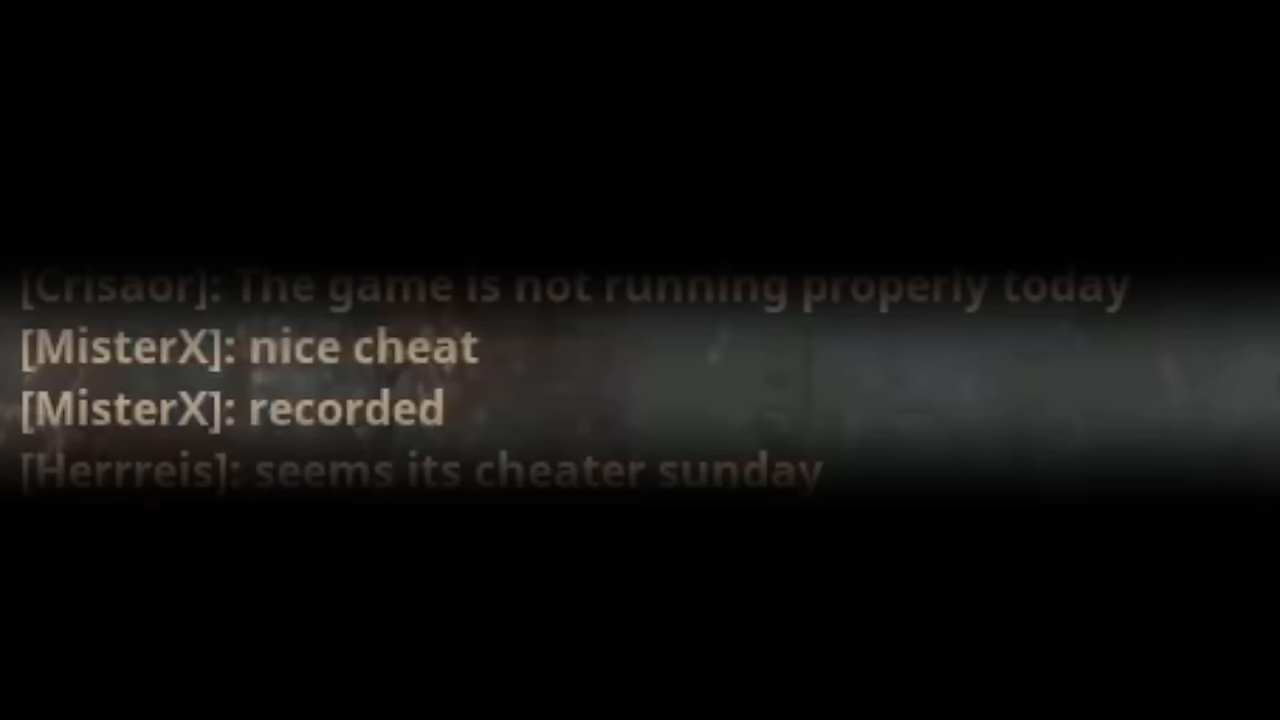 [Crisaor]: The game is not running properly today
[MisterX]: nice cheat
[MisterX]: recorded
[Herrreis]: seems its cheater sunday